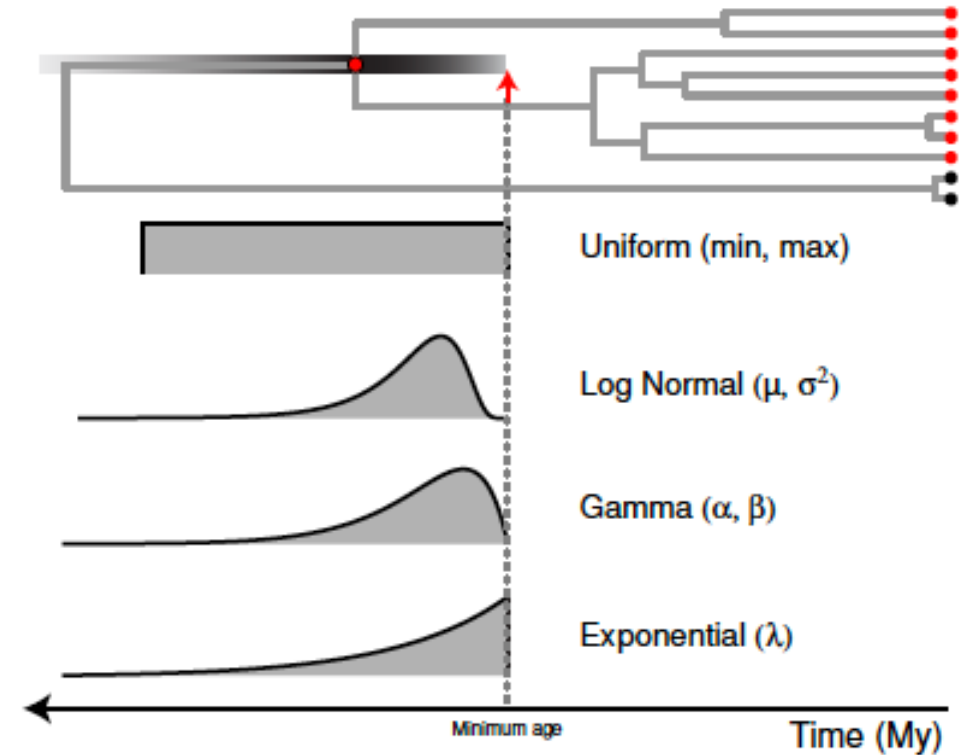 Uniform (min, max)
Log Normal (μ, σ²)
Gamma (α, β)
Exponential (λ)
Minimum age
Time (My)